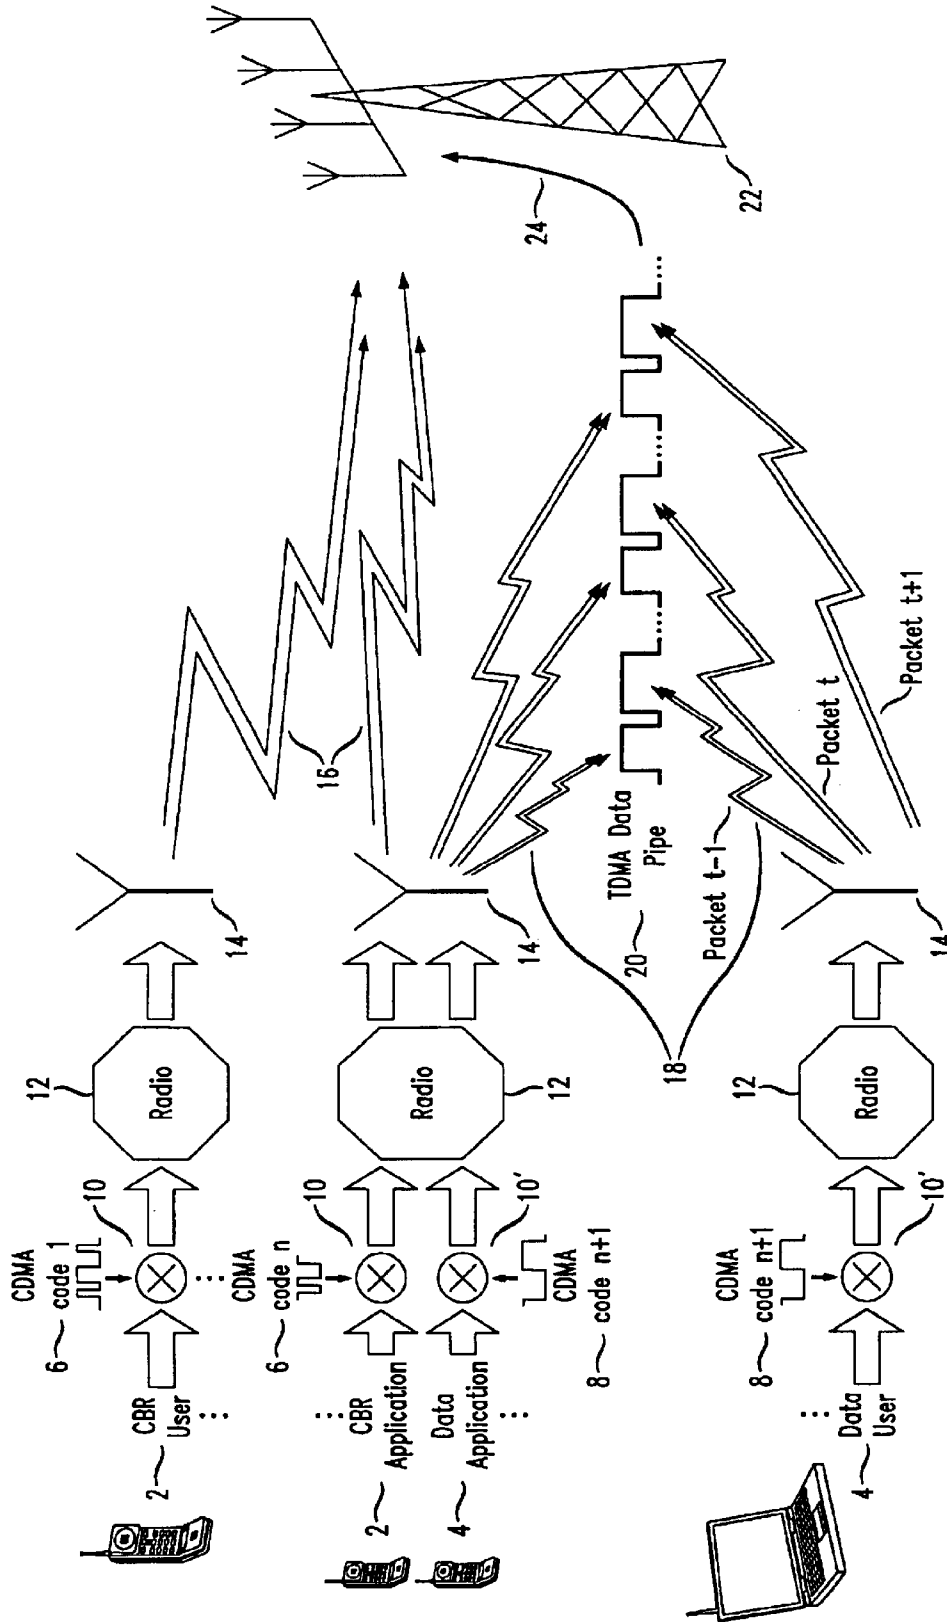 2 CBR
User
⋮
6 CDMA
code 1
10
12
Radio
14
16
⋮
CBR
Application
2
...
CDMA
code n
6
10
12
Radio
14
Data
Application
4
⋮
10'
CDMA
code n+1
8
18
20 TDMA Data
Pipe
....
....
....
24
22
Packet t-1
Packet t
Packet t+1
⋮
Data
User
4
CDMA
code n+1
8
10'
12
Radio
14